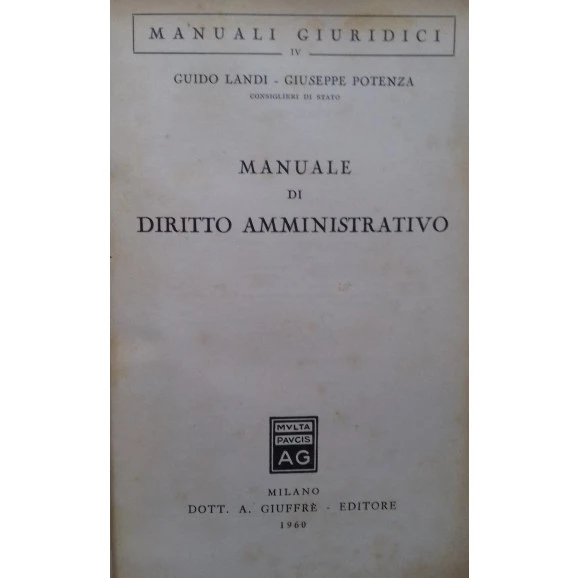 MANUALI GIURIDICI
IV
GUIDO LANDI - GIUSEPPE POTENZA
CONSIGLIERI DI STATO
MANUALE
DI
DIRITTO AMMINISTRATIVO
MVLTA
PAVCIS
AG
MILANO
DOTT. A. GIUFFRÈ - EDITORE
1960